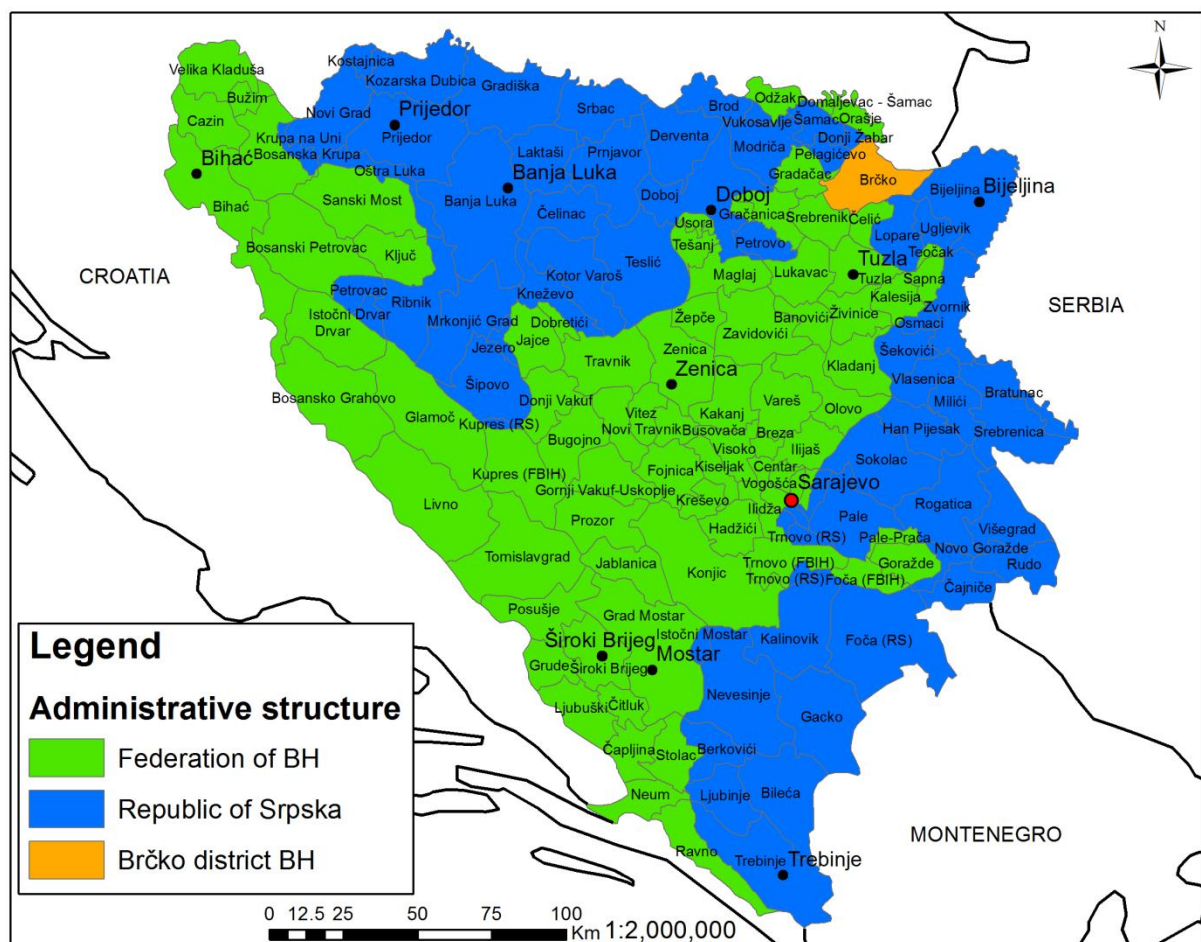 N
Velika Kladuša
Bužim
Cazin
Krupa na Uni
Bosanska Krupa
Bihać
Bihać
Kostajnica
Kozarska Dubica
Gradiška
Novi Grad
Prijedor
Prijedor
Oštra Luka
Sanski Most
Bosanski Petrovac
Ključ
Srbac
Laktaši
Prnjavor
Derventa
Banja Luka
Banja Luka
Čelinac
Brod
Vukosavlje
Modriča
Odžak
Domaljevac - Šamac
Šamac
Orašje
Donji Žabar
Pelagićevo
Gradačac
Brčko
Doboj
Doboj
Gračanica
Srebrenik
Čelić
Bijeljina
Bijeljina
Usora
Tešanj
Petrovo
Lopare
Ugljevik
Teočak
Teslić
Maglaj
Lukavac
Tuzla
Tuzla
Sapna
Kalesija
Zvornik
CROATIA
SERBIA
Petrovac
Ribnik
Kotor Varoš
Kneževo
Istočni Drvar
Drvar
Mrkonjić Grad
Dobretići
Jajce
Jezero
Šipovo
Žepče
Zavidovići
Banovići
Živinice
Osmaci
Šekovići
Travnik
Zenica
Zenica
Kladanj
Vlasenica
Bratunac
Milići
Bosansko Grahovo
Glamoč
Kupres (RS)
Donji Vakuf
Bugojno
Vitez
Novi Travnik
Kakanj
Busovača
Vareš
Olovo
Breza
Ilijaš
Visoko
Han Pijesak
Srebrenica
Livno
Kupres (FBIH)
Gornji Vakuf-Uskoplje
Fojnica
Kiseljak
Centar
Vogošća
Sarajevo
Sokolac
Kreševo
Ilidža
Hadžići
Pale
Rogatica
Višegrad
Prozor
Trnovo (RS)
Pale-Prača
Novo Goražde
Rudo
Tomislavgrad
Jablanica
Konjic
Trnovo (FBIH)
Trnovo (RS)
Foča (FBIH)
Goražde
Čajniče
Posušje
Grad Mostar
Istočni Mostar
Kalinovik
Foča (RS)
Široki Brijeg
Široki Brijeg
Mostar
Grude
Ljubuški
Čitluk
Nevesinje
Gacko
Čapljina
Stolac
Berkovići
Neum
Ljubinje
Bileća
Ravno
Trebinje
Trebinje
MONTENEGRO
Legend
Administrative structure
Federation of BH
Republic of Srpska
Brčko district BH
0 12.5 25 50 75 100
Km 1:2,000,000